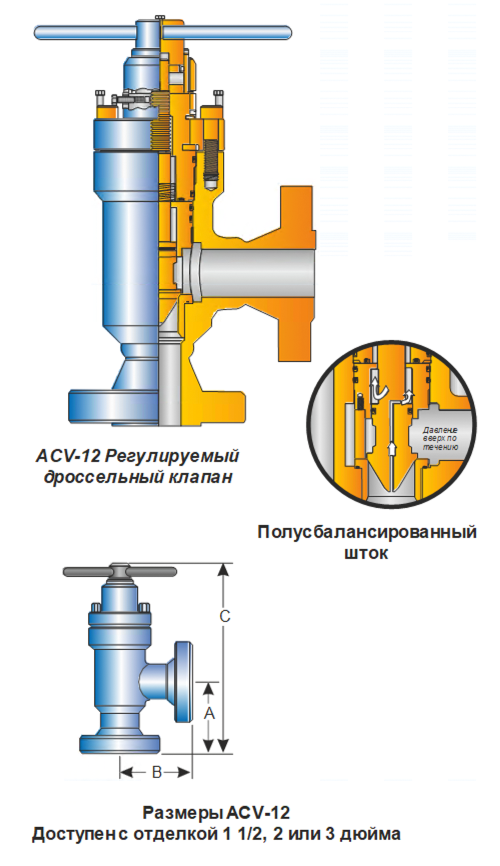 ACV-12 Регулируемый
дроссельный клапан
Давление
вверх по
течению
Полусбалансированный
шток
C
A
B
Размеры ACV-12
Доступен с отделкой 1 1/2, 2 или 3 дюйма